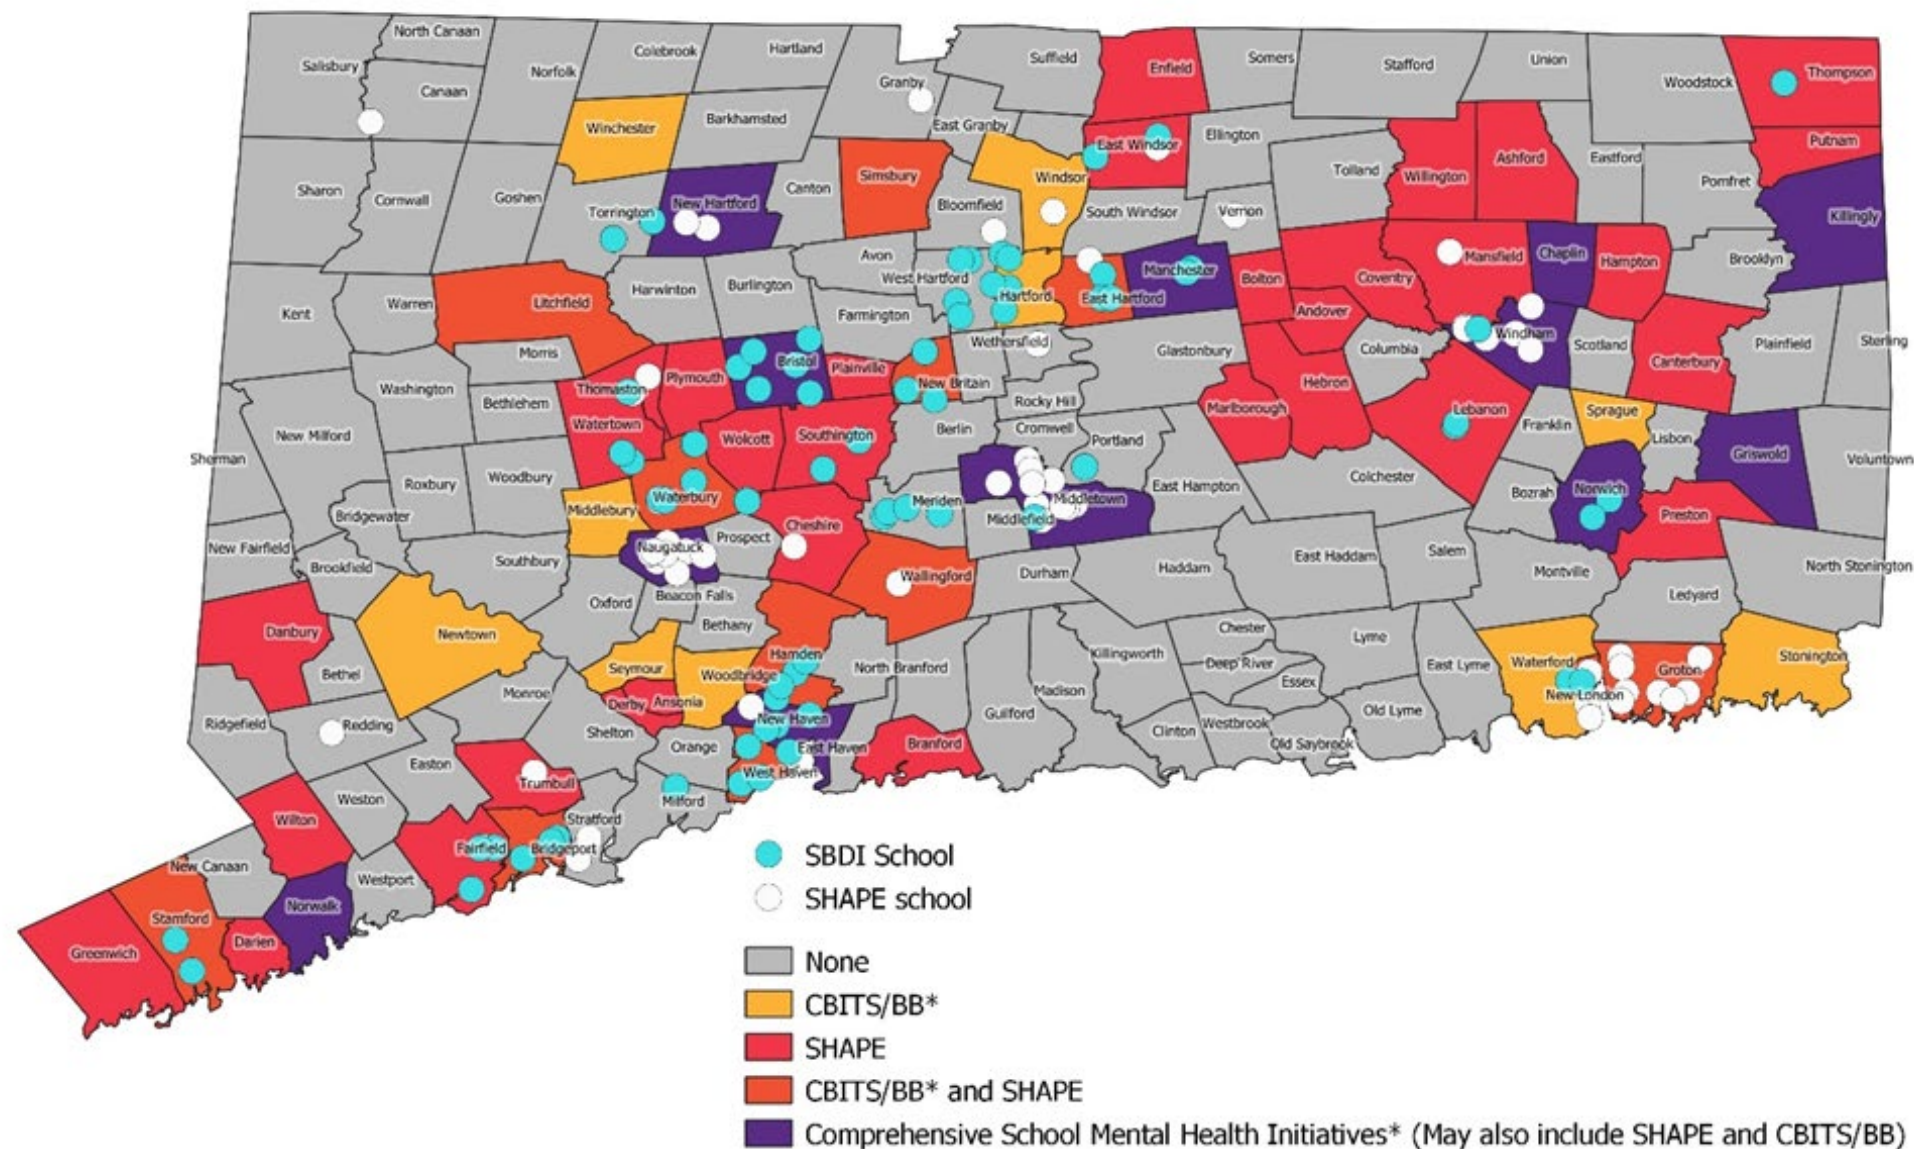 North Canaan
Colebrook
Hartland
Salisbury
Canaan
Norfolk
Granby
Suffield
Enfield
Somers
Stafford
Union
Woodstock
Thompson
Winchester
Barkhamsted
East Granby
East Windsor
Ellington
Tolland
Willington
Ashford
Eastford
Putnam
Sharon
Cornwall
Goshen
Torrington
New Hartford
Canton
Simsbury
Bloomfield
Windsor
South Windsor
Vernon
Pomfret
Killingly
Avon
West Hartford
Hartford
East Hartford
Manchester
Bolton
Coventry
Mansfield
Chaplin
Hampton
Brooklyn
Kent
Warren
Litchfield
Harwinton
Burlington
Farmington
Wethersfield
Glastonbury
Andover
Columbia
Windham
Scotland
Canterbury
Plainfield
Sterling
Morris
Washington
Bethlehem
Thomaston
Plymouth
Bristol
Plainville
New Britain
Rocky Hill
Cromwell
Marlborough
Hebron
Lebanon
Franklin
Sprague
Lisbon
Griswold
Voluntown
New Milford
Sherman
Roxbury
Woodbury
Watertown
Wolcott
Southington
Berlin
Portland
East Hampton
Colchester
Bozrah
Norwich
Preston
Bridgewater
Middlebury
Waterbury
Cheshire
Meriden
Middlefield
Middletown
New Fairfield
Brookfield
Southbury
Naugatuck
Prospect
Wallingford
Durham
Haddam
East Haddam
Salem
Montville
Ledyard
North Stonington
Danbury
Bethel
Newtown
Oxford
Beacon Falls
Bethany
Hamden
North Branford
Killingworth
Chester
Deep River
Essex
Lyme
East Lyme
Waterford
New London
Groton
Stonington
Seymour
Woodbridge
Derby
Ansonia
Monroe
Shelton
Orange
New Haven
East Haven
West Haven
Branford
Guilford
Madison
Clinton
Westbrook
Old Saybrook
Old Lyme
Ridgefield
Redding
Easton
Trumbull
Milford
Stratford
Weston
Wilton
Fairfield
Bridgeport
New Canaan
Westport
Norwalk
Stamford
Darien
Greenwich
SBDI School
SHAPE school
None
CBITS/BB*
SHAPE
CBITS/BB* and SHAPE
Comprehensive School Mental Health Initiatives* (May also include SHAPE and CBITS/BB)